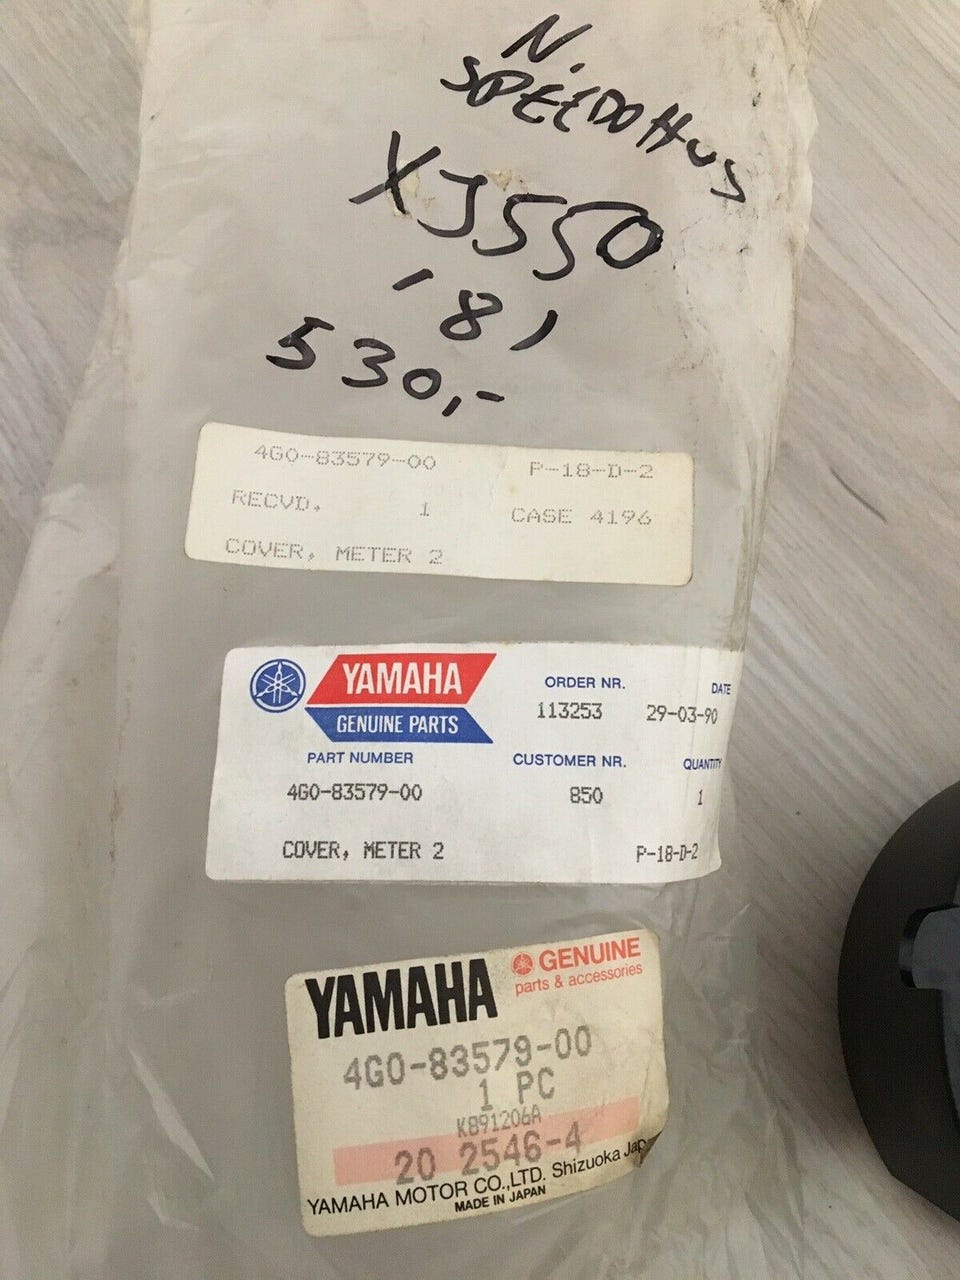 N.
SPEEDOHUS
XJ550
'81
530,-
4G0-83579-00 P-18-D-2
RECVD. 1 CASE 4196
COVER, METER 2
YAMAHA
GENUINE PARTS
ORDER NR. DATE
113253 29-03-90
PART NUMBER CUSTOMER NR. QUANTITY
4G0-83579-00 850 1
COVER, METER 2 P-18-D-2
YAMAHA GENUINE
parts & accessories
4G0-83579-00
1 PC
K891206A
20 2546-4
YAMAHA MOTOR CO.,LTD. Shizuoka Jap
MADE IN JAPAN